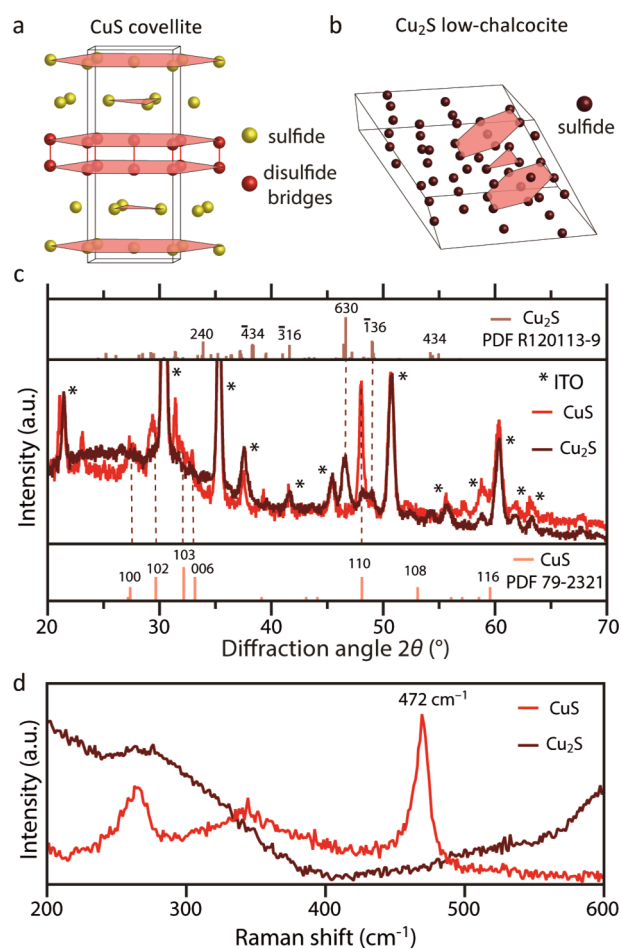 a
CuS covellite
sulfide
disulfide
bridges
b
Cu₂S low-chalcocite
sulfide
c
240
4̅34
3̅16
630
1̅36
434
Cu₂S
PDF R120113-9
* ITO
CuS
Cu₂S
* * * * * * * * * * * *
Intensity (a.u.)
100
102
103
006
110
108
116
CuS
PDF 79-2321
20 30 40 50 60 70
Diffraction angle 2θ (°)
d
472 cm⁻¹
CuS
Cu₂S
Intensity (a.u.)
200 300 400 500 600
Raman shift (cm⁻¹)